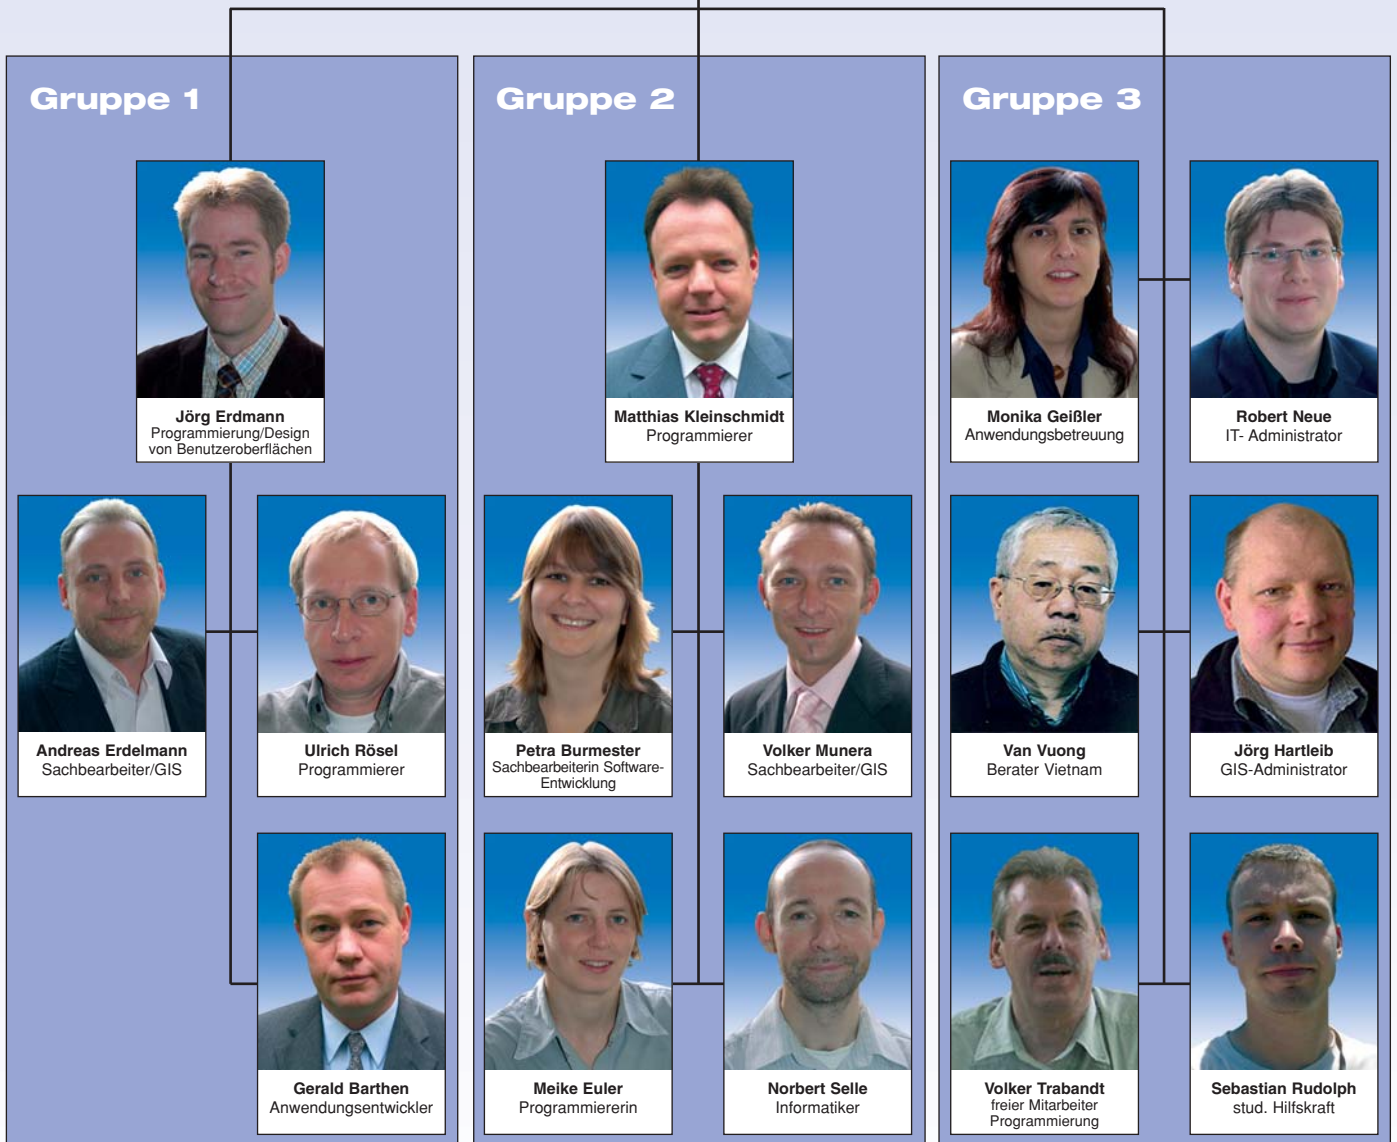 Gruppe 1
Jörg Erdmann
Programmierung/Design
von Benutzeroberflächen
Andreas Erdelmann
Sachbearbeiter/GIS
Ulrich Rösel
Programmierer
Gerald Barthen
Anwendungsentwickler
Gruppe 2
Matthias Kleinschmidt
Programmierer
Petra Burmester
Sachbearbeiterin Software-
Entwicklung
Volker Munera
Sachbearbeiter/GIS
Meike Euler
Programmiererin
Norbert Selle
Informatiker
Gruppe 3
Monika Geißler
Anwendungsbetreuung
Robert Neue
IT- Administrator
Van Vuong
Berater Vietnam
Jörg Hartleib
GIS-Administrator
Volker Trabandt
freier Mitarbeiter
Programmierung
Sebastian Rudolph
stud. Hilfskraft